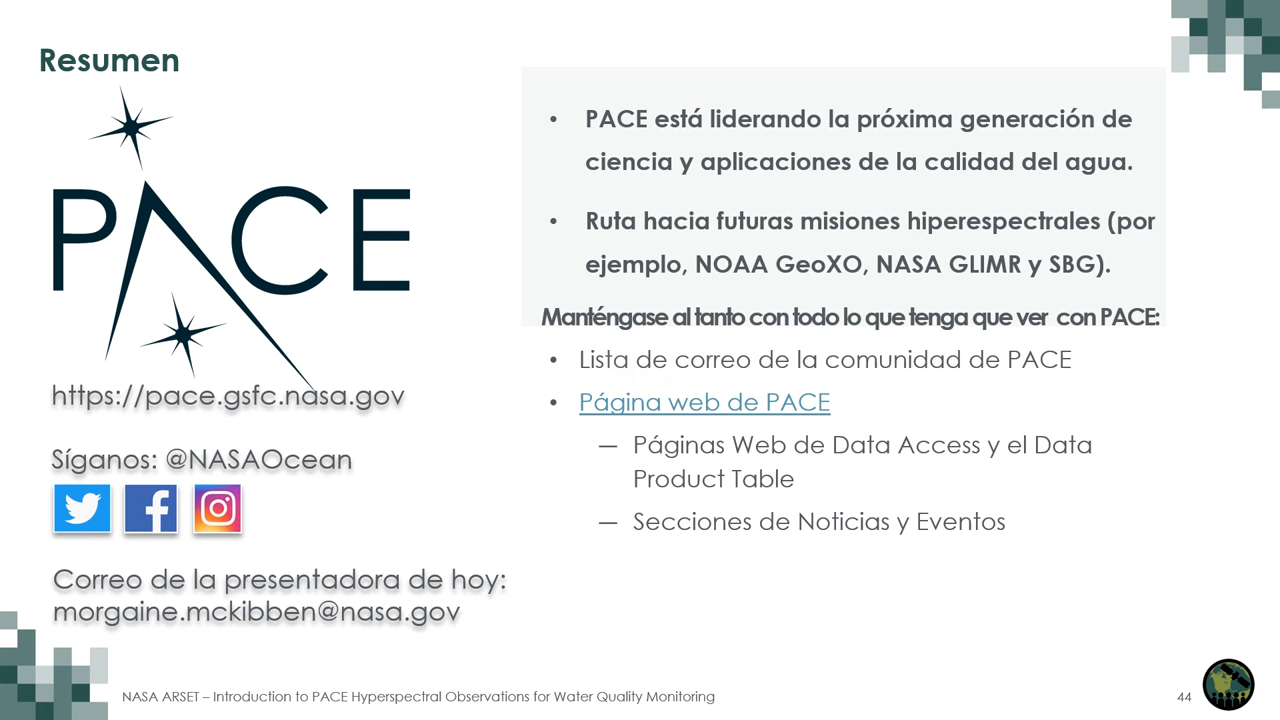 Resumen
PACE
https://pace.gsfc.nasa.gov
Síganos: @NASAOcean
Correo de la presentadora de hoy:
morgaine.mckibben@nasa.gov
• PACE está liderando la próxima generación de
ciencia y aplicaciones de la calidad del agua.
• Ruta hacia futuras misiones hiperespectrales (por
ejemplo, NOAA GeoXO, NASA GLIMR y SBG).
Manténgase al tanto con todo lo que tenga que ver con PACE:
• Lista de correo de la comunidad de PACE
• Página web de PACE
— Páginas Web de Data Access y el Data
Product Table
— Secciones de Noticias y Eventos
NASA ARSET – Introduction to PACE Hyperspectral Observations for Water Quality Monitoring
44